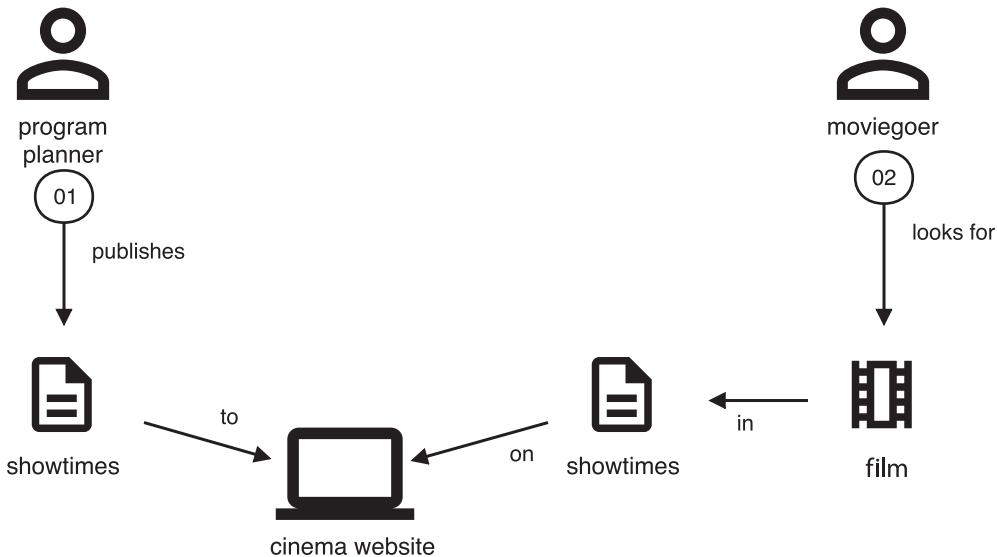 program
planner
01
publishes
showtimes
to
cinema website
moviegoer
02
looks for
film
in
showtimes
on